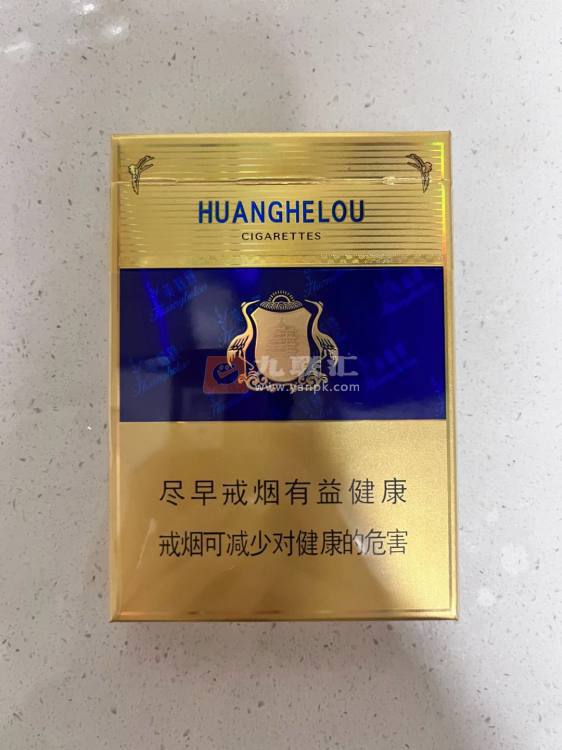 HUANGHELOU
CIGARETTES
九联汇
www.yanpk.com
尽早戒烟有益健康
戒烟可减少对健康的危害